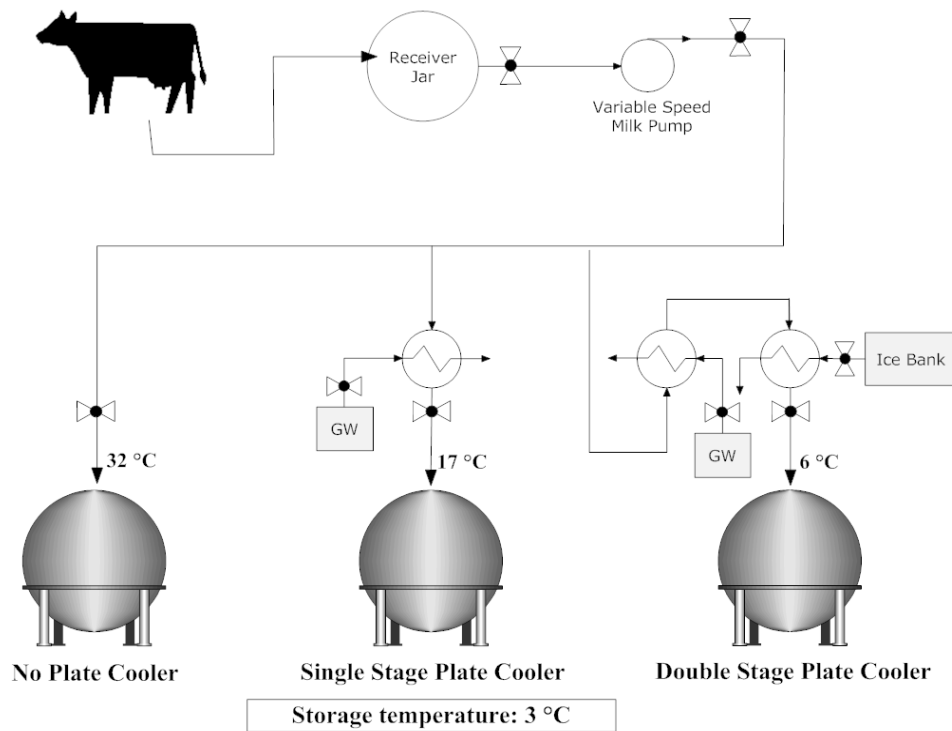 Receiver
Jar
Variable Speed
Milk Pump
Ice Bank
GW
GW
32 °C
17 °C
6 °C
No Plate Cooler
Single Stage Plate Cooler
Double Stage Plate Cooler
Storage temperature: 3 °C